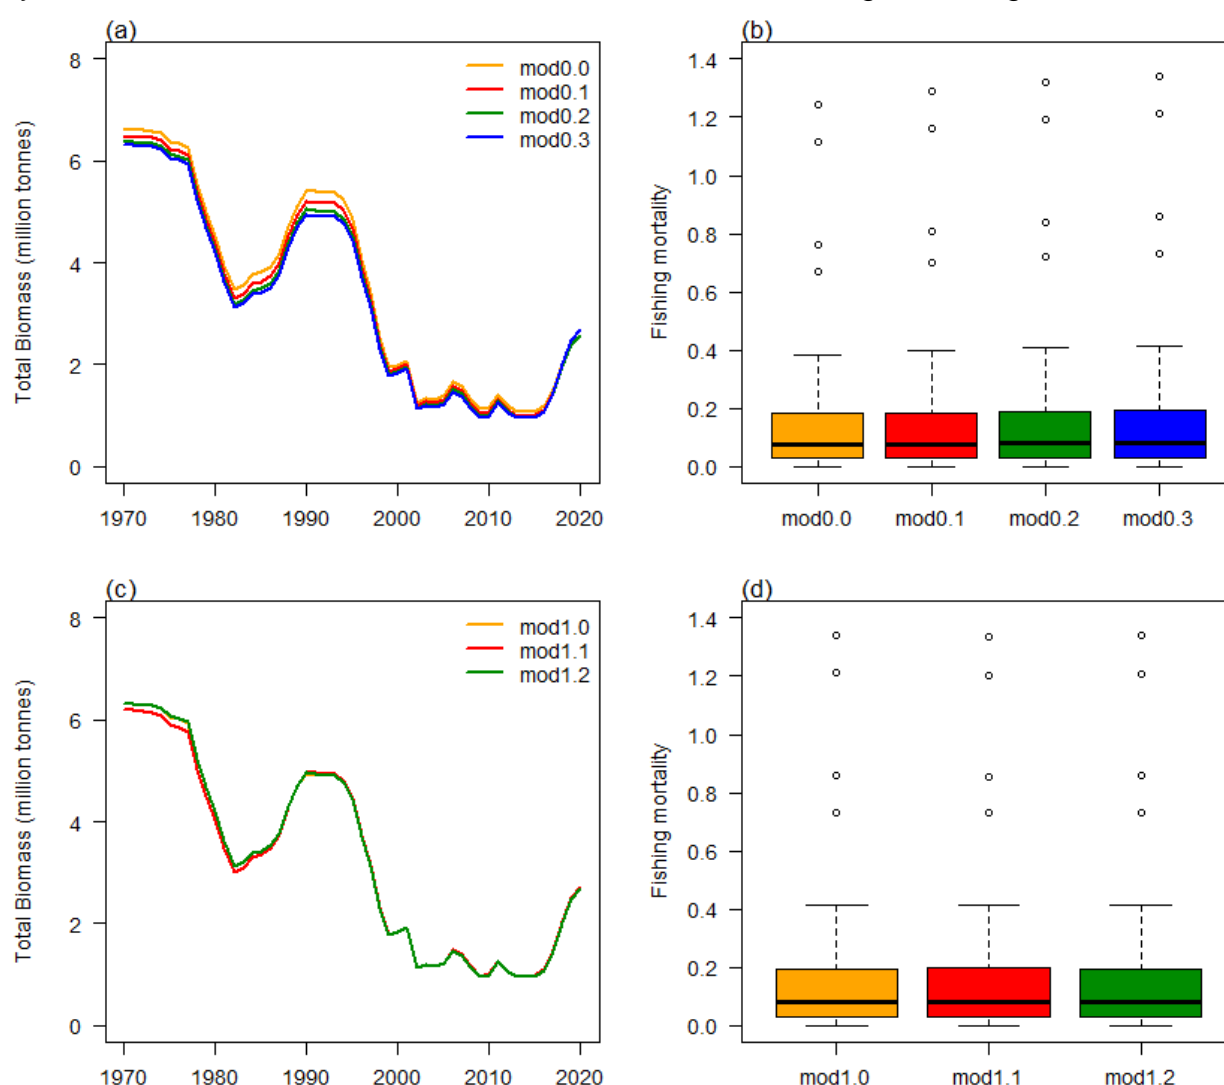 (a)
Total Biomass (million tonnes)
8
6
4
2
0
mod0.0
mod0.1
mod0.2
mod0.3
1970 1980 1990 2000 2010 2020
(b)
Fishing mortality
1.4
1.2
1.0
0.8
0.6
0.4
0.2
0.0
mod0.0 mod0.1 mod0.2 mod0.3
(c)
Total Biomass (million tonnes)
8
6
4
2
0
mod1.0
mod1.1
mod1.2
1970 1980 1990 2000 2010 2020
(d)
Fishing mortality
1.4
1.2
1.0
0.8
0.6
0.4
0.2
0.0
mod1.0 mod1.1 mod1.2